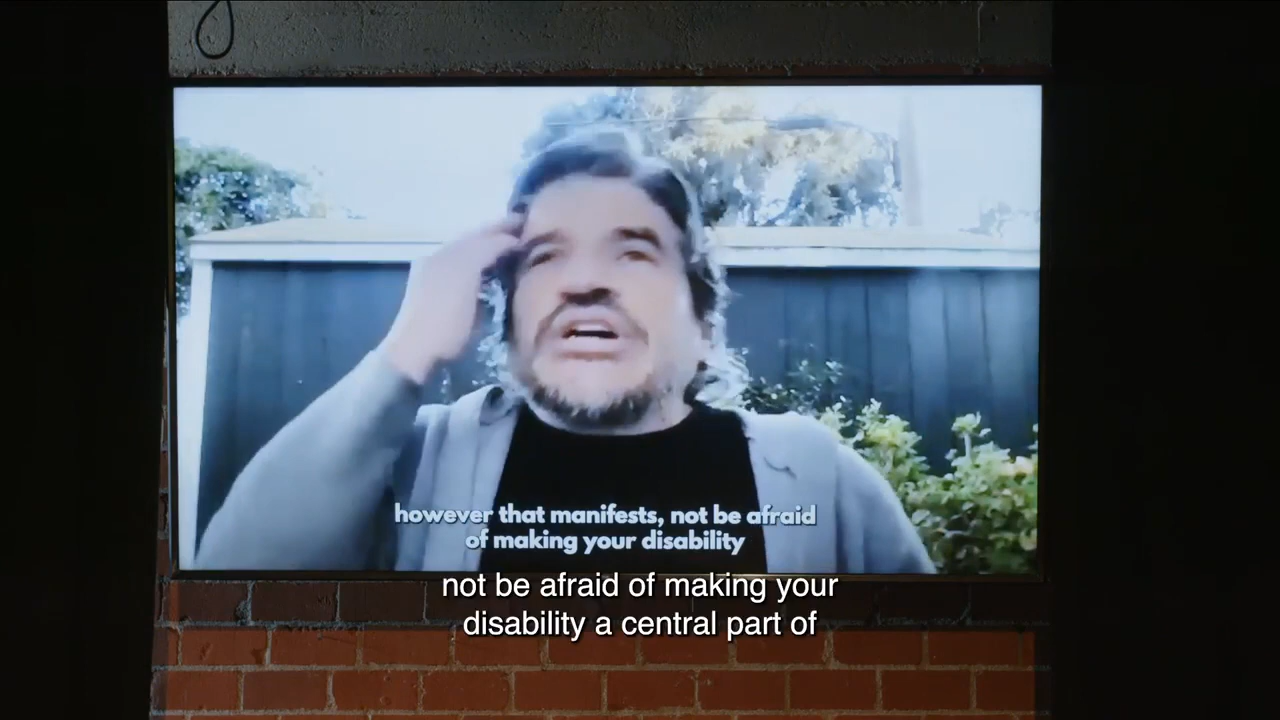 however that manifests, not be afraid
of making your disability
not be afraid of making your
disability a central part of